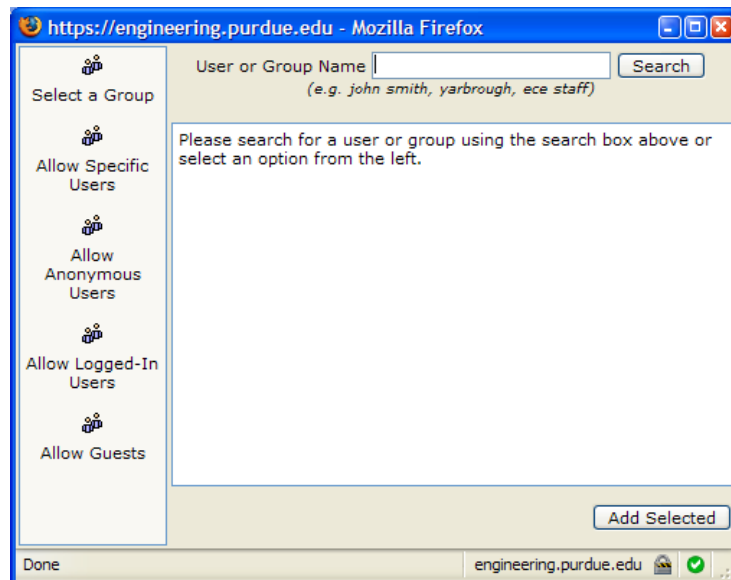 https://engineering.purdue.edu - Mozilla Firefox
Select a Group
Allow Specific
Users
Allow
Anonymous
Users
Allow Logged-In
Users
Allow Guests
User or Group Name
Search
(e.g. john smith, yarbrough, ece staff)
Please search for a user or group using the search box above or
select an option from the left.
Add Selected
Done
engineering.purdue.edu